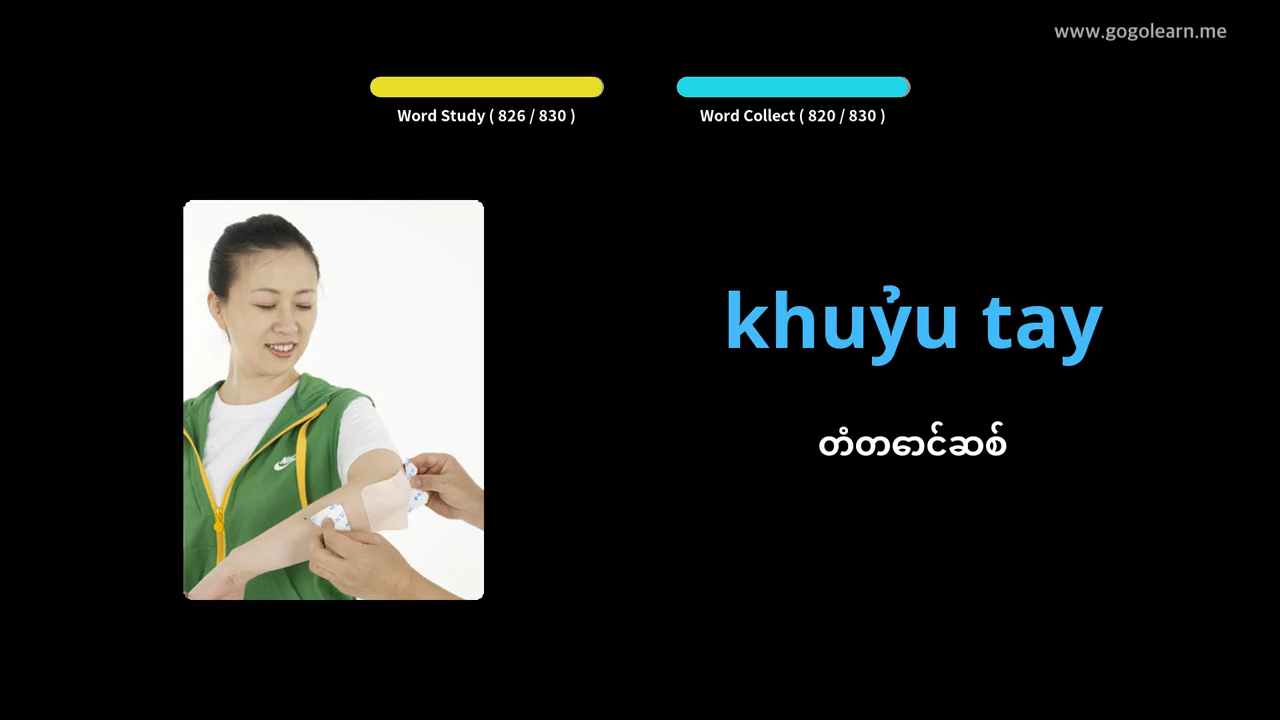 www.gogolearn.me
Word Study ( 826 / 830 )
Word Collect ( 820 / 830 )
khuỷu tay
တံတောင်ဆစ်